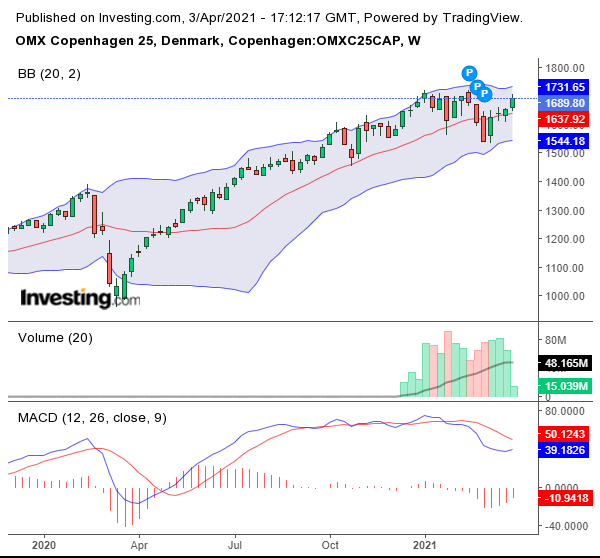 Published on Investing.com, 3/Apr/2021 - 17:12:17 GMT, Powered by TradingView.
OMX Copenhagen 25, Denmark, Copenhagen:OMXC25CAP, W
BB (20, 2)
P
P
P
1800.00
1731.65
1689.80
1637.92
1544.18
1500.00
1400.00
1300.00
1200.00
1100.00
1000.00
Investing.com
Volume (20)
80M
48.165M
15.039M
0
MACD (12, 26, close, 9)
80.0000
50.1243
39.1826
0.0000
-10.9418
-40.0000
2020
Apr
Jul
Oct
2021